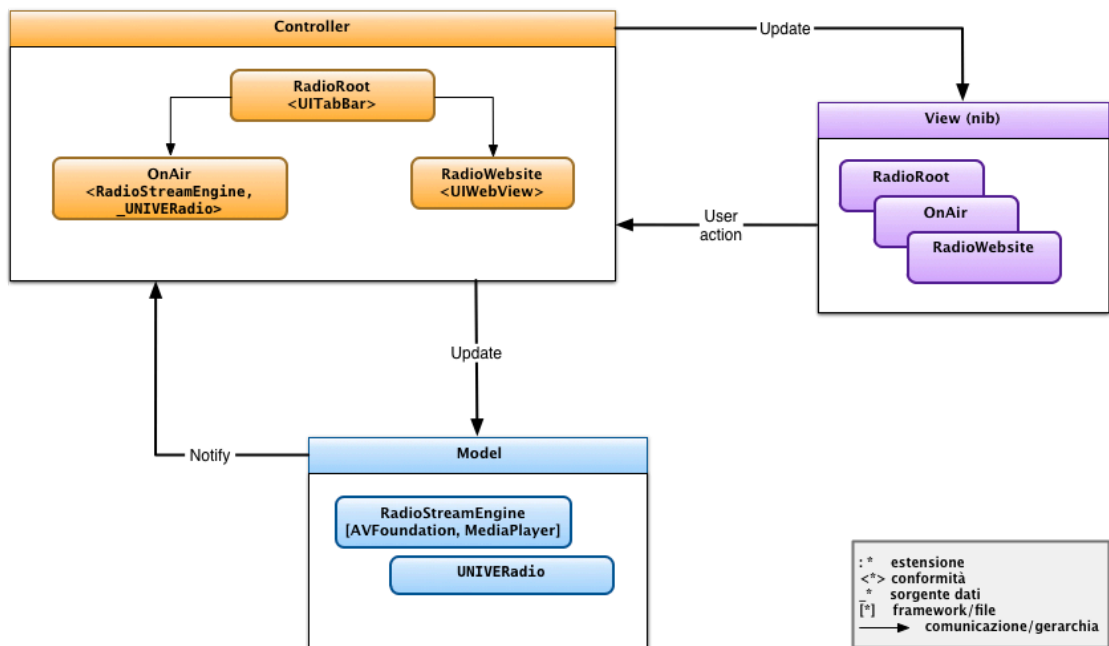 Controller
Update
RadioRoot
<UITabBar>
View (nib)
OnAir
<RadioStreamEngine,
_UNIVERadio>
RadioWebsite
<UIWebView>
RadioRoot
OnAir
RadioWebsite
User
action
Update
Notify
Model
RadioStreamEngine
[AVFoundation, MediaPlayer]
UNIVERadio
:* estensione
<*> conformità
_* sorgente dati
[*] framework/file
comunicazione/gerarchia